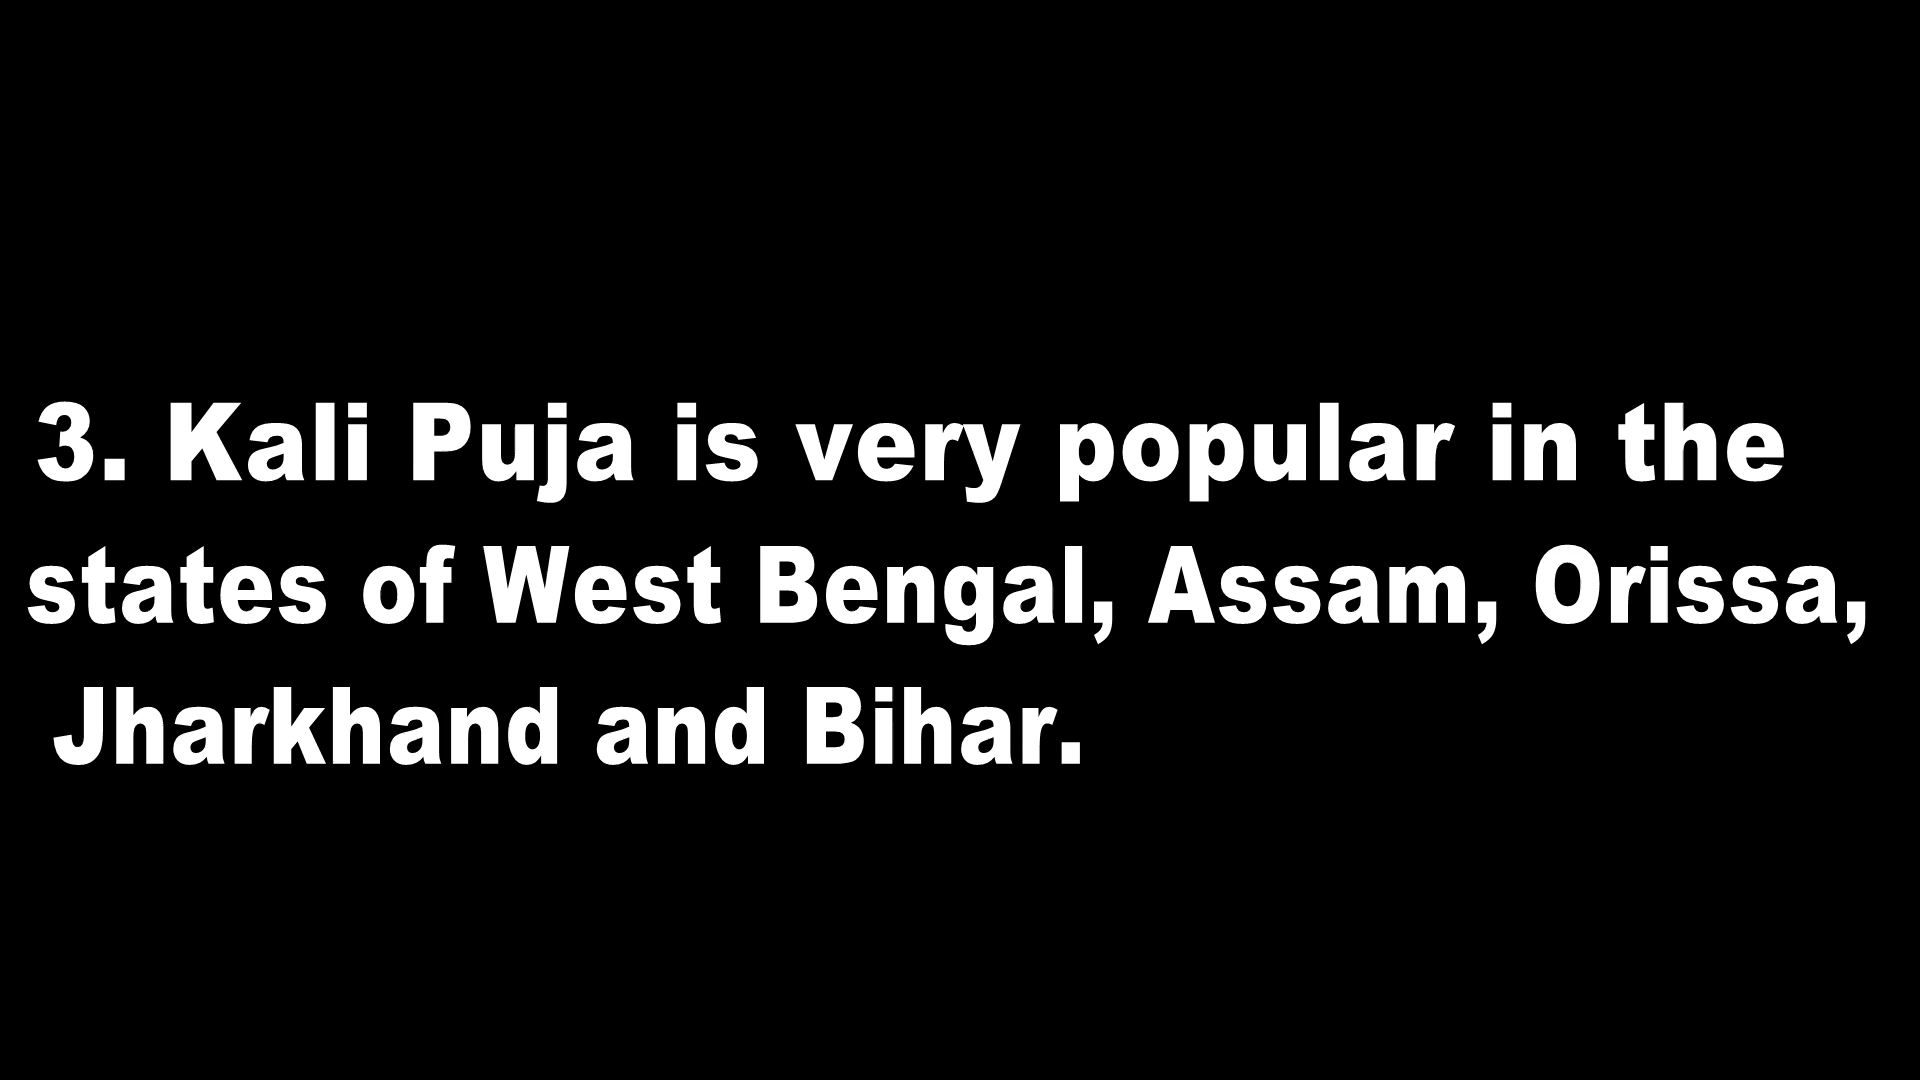 3. Kali Puja is very popular in the
states of West Bengal, Assam, Orissa,
Jharkhand and Bihar.